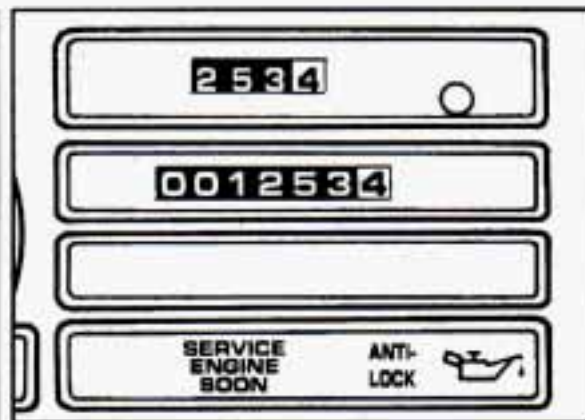 2534
0012534
SERVICE
ENGINE
SOON
ANTI-
LOCK